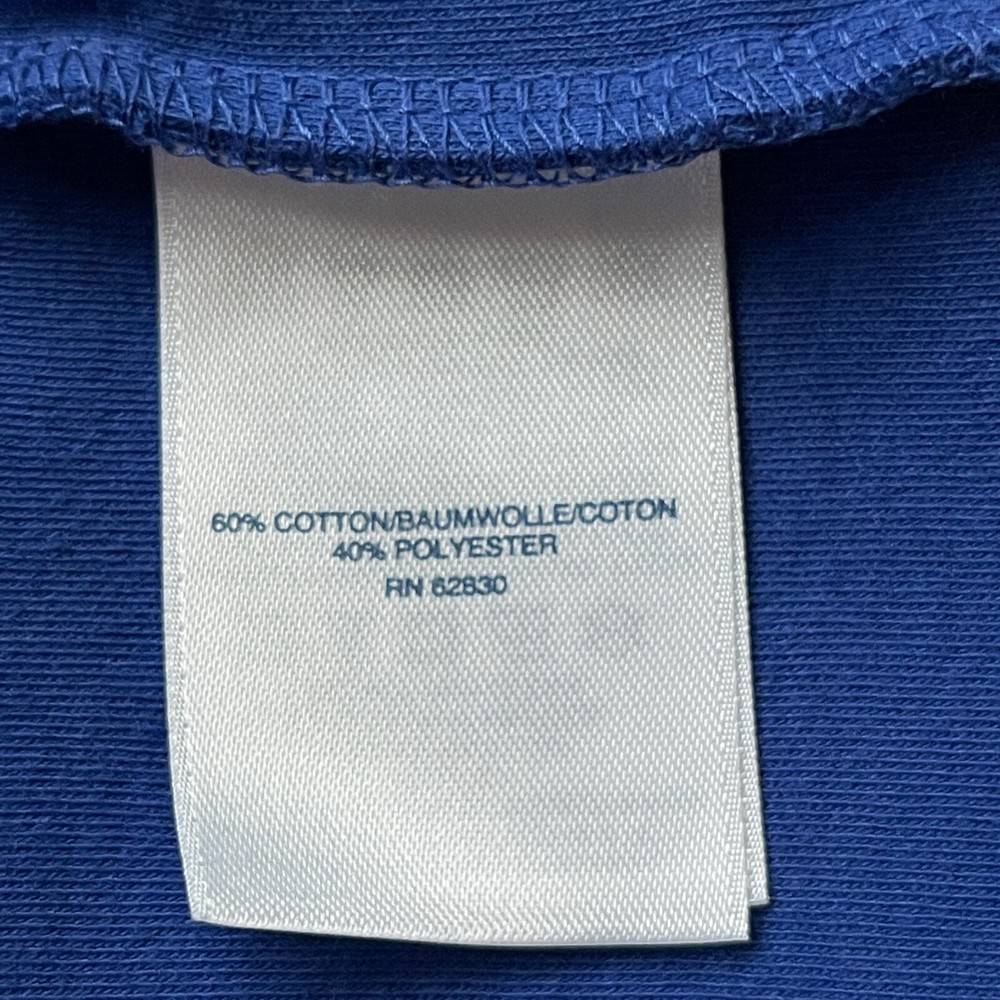 60% COTTON/BAUMWOLLE/COTON
40% POLYESTER
RN 62830